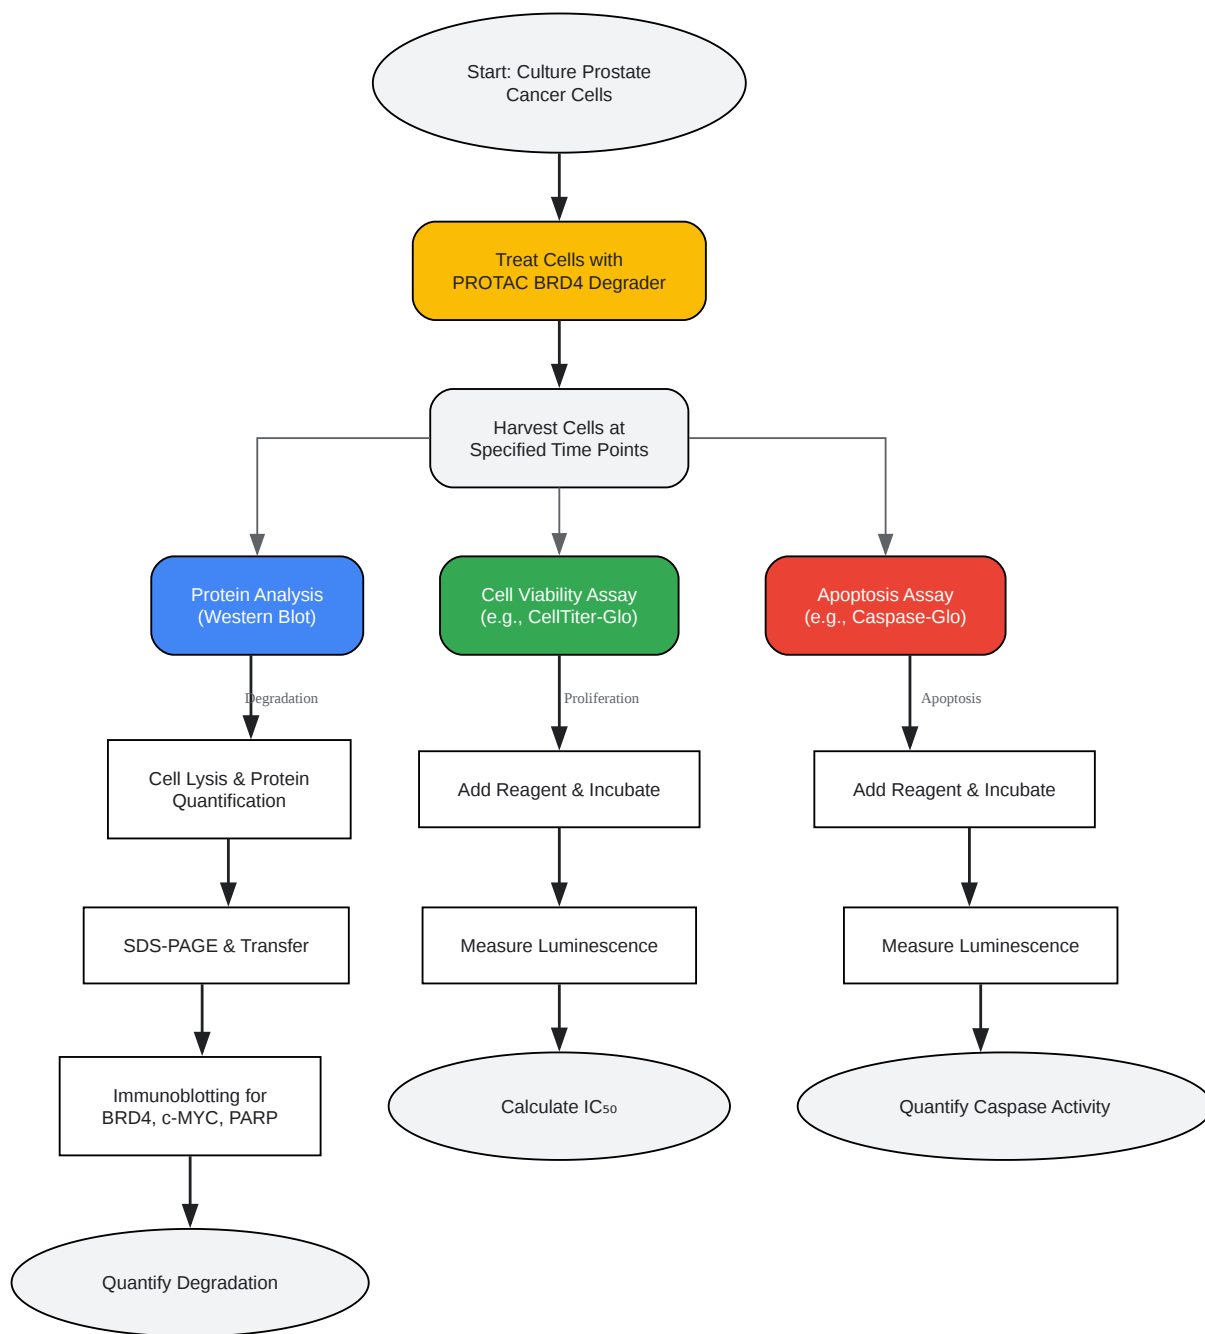 Start: Culture Prostate
Cancer Cells
Treat Cells with
PROTAC BRD4 Degrader
Harvest Cells at
Specified Time Points
Protein Analysis
(Western Blot)
Cell Viability Assay
(e.g., CellTiter-Glo)
Apoptosis Assay
(e.g., Caspase-Glo)
Degradation
Proliferation
Apoptosis
Cell Lysis & Protein
Quantification
Add Reagent & Incubate
Add Reagent & Incubate
SDS-PAGE & Transfer
Measure Luminescence
Measure Luminescence
Immunoblotting for
BRD4, c-MYC, PARP
Calculate IC₅₀
Quantify Caspase Activity
Quantify Degradation